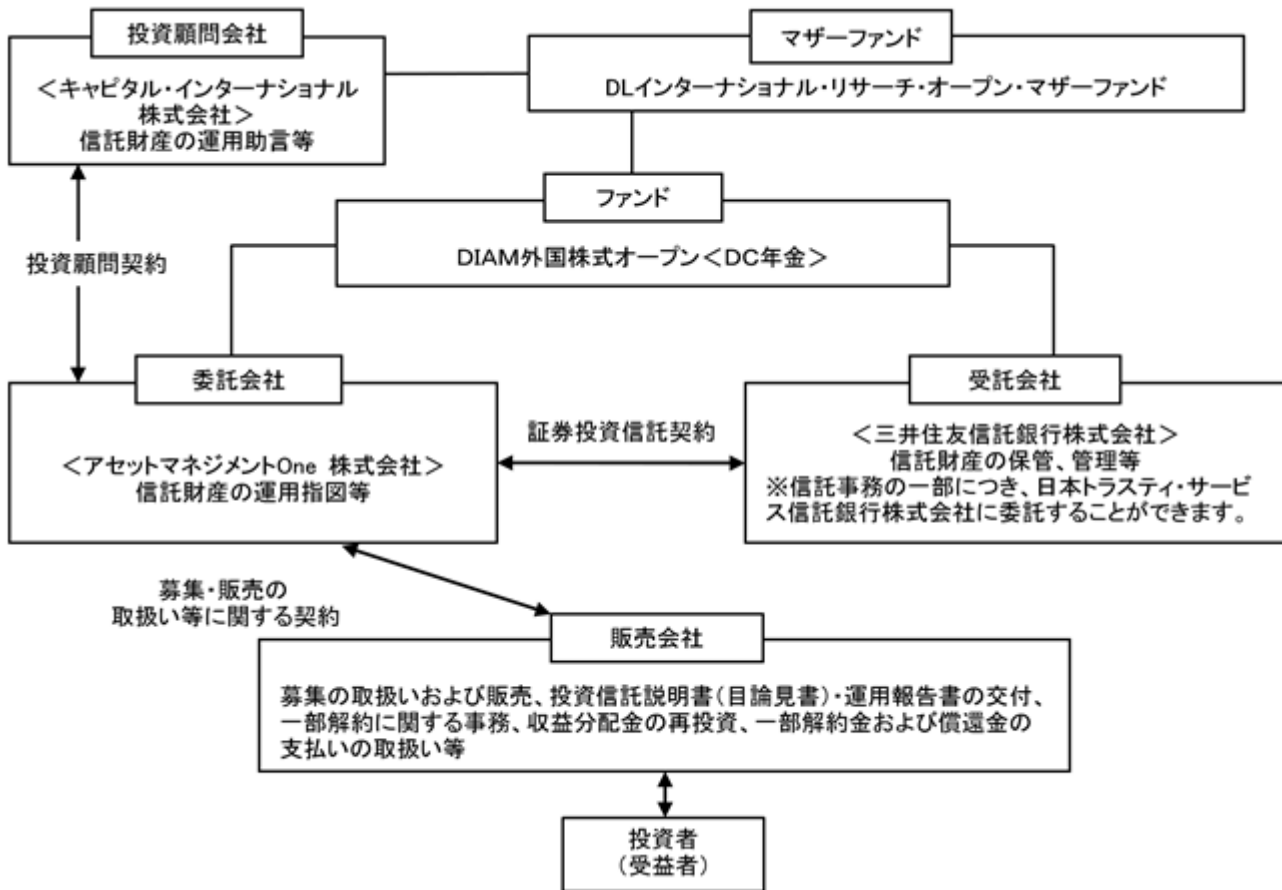 投資顧問会社
<キャピタル・インターナショナル
株式会社>
信託財産の運用助言等
マザーファンド
DLインターナショナル・リサーチ・オープン・マザーファンド
ファンド
DIAM外国株式オープン<DC年金>
投資顧問契約
委託会社
<アセットマネジメントOne 株式会社>
信託財産の運用指図等
証券投資信託契約
受託会社
<三井住友信託銀行株式会社>
信託財産の保管、管理等
※信託事務の一部につき、日本トラスティ・サービ
ス信託銀行株式会社に委託することができます。
募集・販売の
取扱い等に関する契約
販売会社
募集の取扱いおよび販売、投資信託説明書(目論見書)・運用報告書の交付、
一部解約に関する事務、収益分配金の再投資、一部解約金および償還金の
支払いの取扱い等
投資者
(受益者)